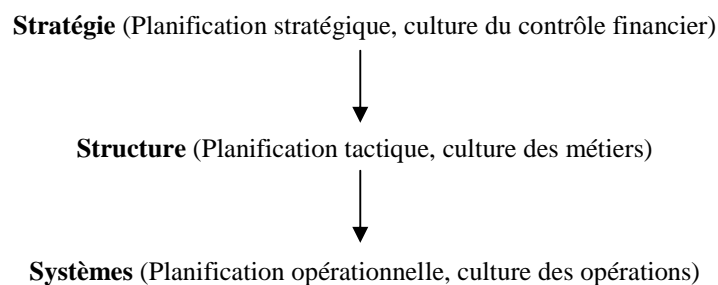 Stratégie (Planification stratégique, culture du contrôle financier)
Structure (Planification tactique, culture des métiers)
Systèmes (Planification opérationnelle, culture des opérations)